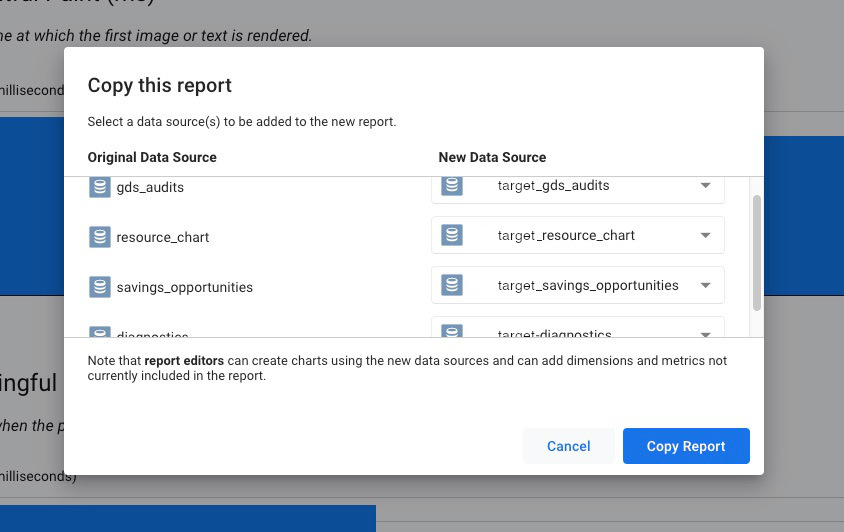 (ms)
ne at which the first image or text is rendered.
nillisecond
Copy this report
Select a data source(s) to be added to the new report.
Original Data Source New Data Source
gds_audits target_gds_audits
resource_chart target_resource_chart
savings_opportunities target_savings_opportunities
diagnostics target-diagnostics
Note that report editors can create charts using the new data sources and can add dimensions and metrics not
currently included in the report.
ingful
when the p
Cancel Copy Report
nilliseconds)